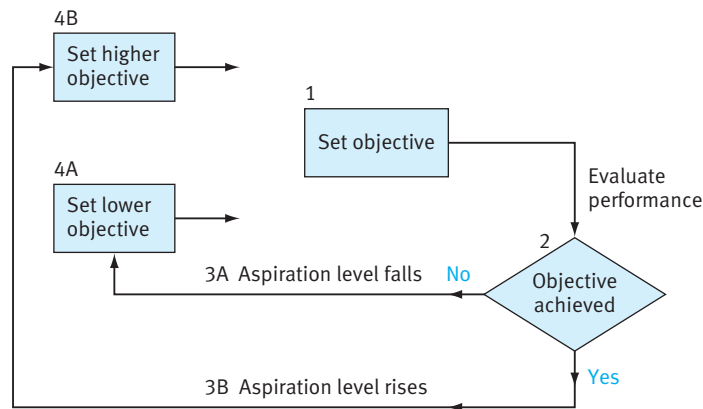 4B
Set higher
objective
1
Set objective
4A
Set lower
objective
Evaluate
performance
2
Objective
achieved
3A Aspiration level falls No
Yes
3B Aspiration level rises